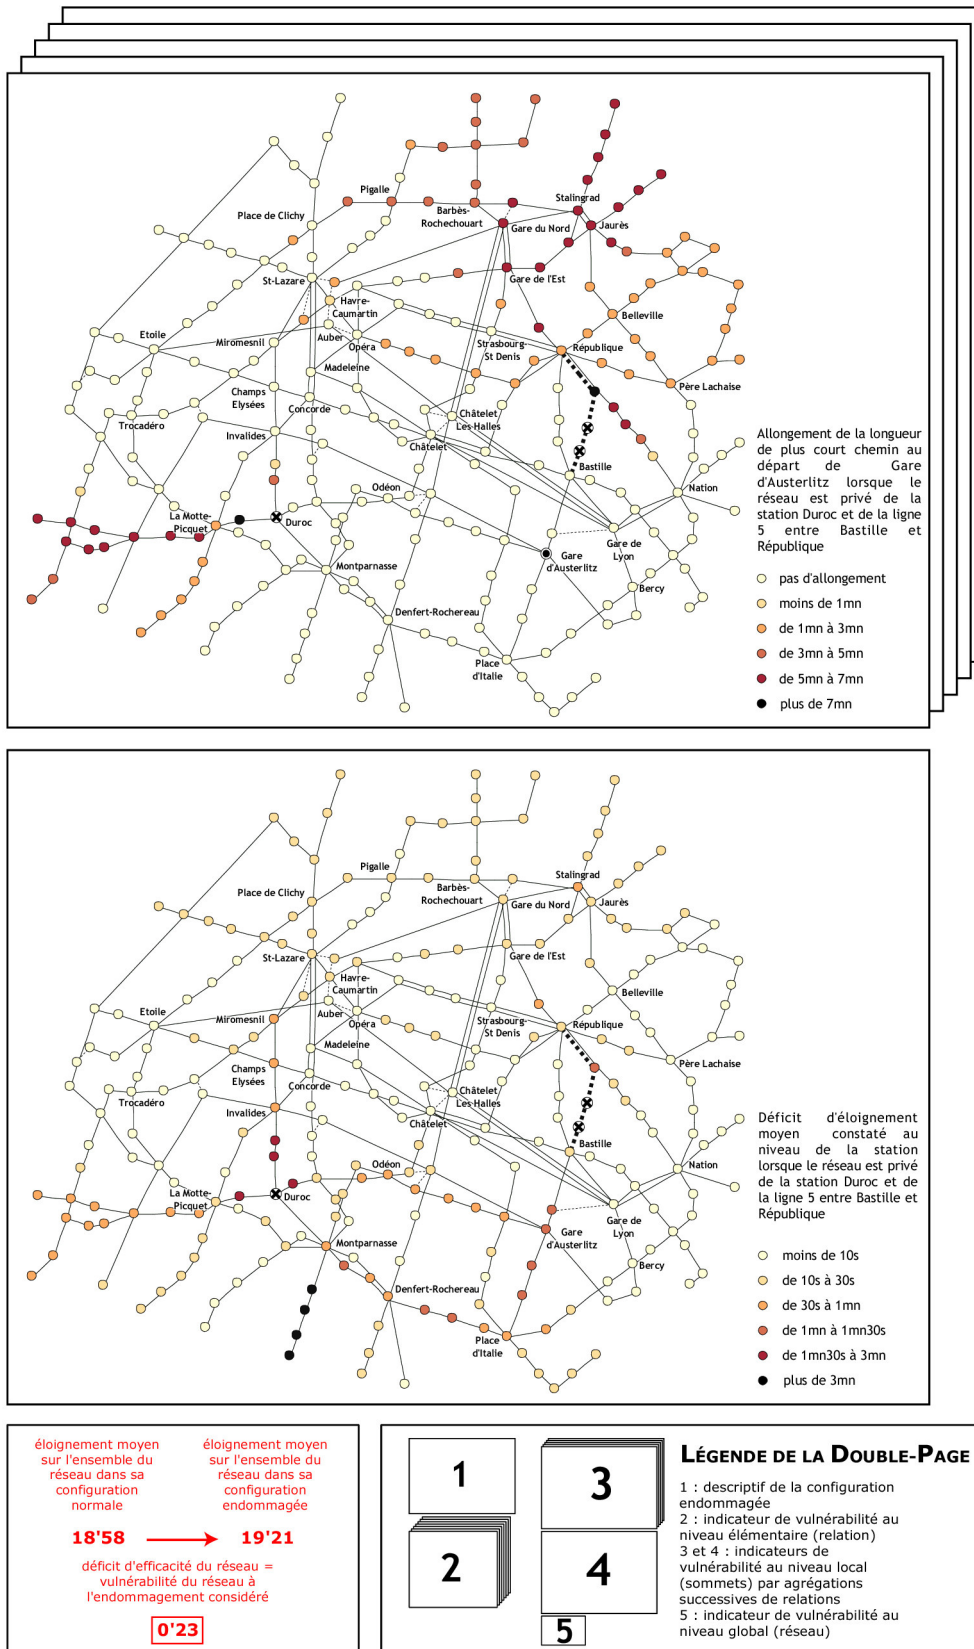 Pigalle
Stalingrad
Place de Clichy
Barbès-
Rochechouart
Gare du Nord
Jaurès
St-Lazare
Gare de l'Est
Havre-
Caumartin
Belleville
Etoile
Miromesnil
Auber
Opéra
Strasbourg-
St Denis
République
Madeleine
Père Lachaise
Champs
Elysées
Concorde
Trocadéro
Châtelet
Les Halles
Invalides
Châtelet
Bastille
Nation
Odéon
La Motte-
Picquet
Duroc
Gare de
Lyon
Gare
d'Austerlitz
Montparnasse
Bercy
Denfert-Rochereau
Place
d'Italie
Allongement de la longueur
de plus court chemin au
départ de Gare
d'Austerlitz lorsque le
réseau est privé de la
station Duroc et de la ligne
5 entre Bastille et
République
pas d'allongement
moins de 1mn
de 1mn à 3mn
de 3mn à 5mn
de 5mn à 7mn
plus de 7mn
Pigalle
Stalingrad
Place de Clichy
Barbès-
Rochechouart
Gare du Nord
Jaurès
St-Lazare
Gare de l'Est
Havre-
Caumartin
Belleville
Etoile
Miromesnil
Auber
Opéra
Strasbourg-
St Denis
République
Madeleine
Père Lachaise
Champs
Elysées
Concorde
Trocadéro
Châtelet
Les Halles
Invalides
Châtelet
Bastille
Nation
Odéon
La Motte-
Picquet
Duroc
Gare de
Lyon
Gare
d'Austerlitz
Montparnasse
Bercy
Denfert-Rochereau
Place
d'Italie
Déficit d'éloignement
moyen constaté au
niveau de la station
lorsque le réseau est privé
de la station Duroc et de
la ligne 5 entre Bastille et
République
moins de 10s
de 10s à 30s
de 30s à 1mn
de 1mn à 1mn30s
de 1mn30s à 3mn
plus de 3mn
éloignement moyen
sur l'ensemble du
réseau dans sa
configuration
normale
18'58
éloignement moyen
sur l'ensemble du
réseau dans sa
configuration
endommagée
19'21
déficit d'efficacité du réseau =
vulnérabilité du réseau à
l'endommagement considéré
0'23
1
2
3
4
5
LÉGENDE DE LA DOUBLE-PAGE
1 : descriptif de la configuration
endommagée
2 : indicateur de vulnérabilité au
niveau élémentaire (relation)
3 et 4 : indicateurs de
vulnérabilité au niveau local
(sommets) par agrégations
successives de relations
5 : indicateur de vulnérabilité au
niveau global (réseau)